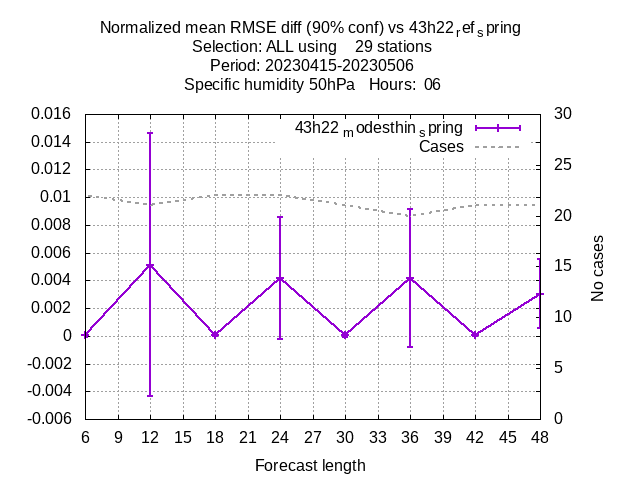 Normalized mean RMSE diff (90% conf) vs 43h22refspring
Selection: ALL using 29 stations
Period: 20230415-20230506
Specific humidity 50hPa Hours: 06
43h22modesthinspring
Cases
0.016
0.014
0.012
0.01
0.008
0.006
0.004
0.002
0
-0.002
-0.004
-0.006
30
25
20
15
10
5
0
No cases
6 9 12 15 18 21 24 27 30 33 36 39 42 45 48
Forecast length